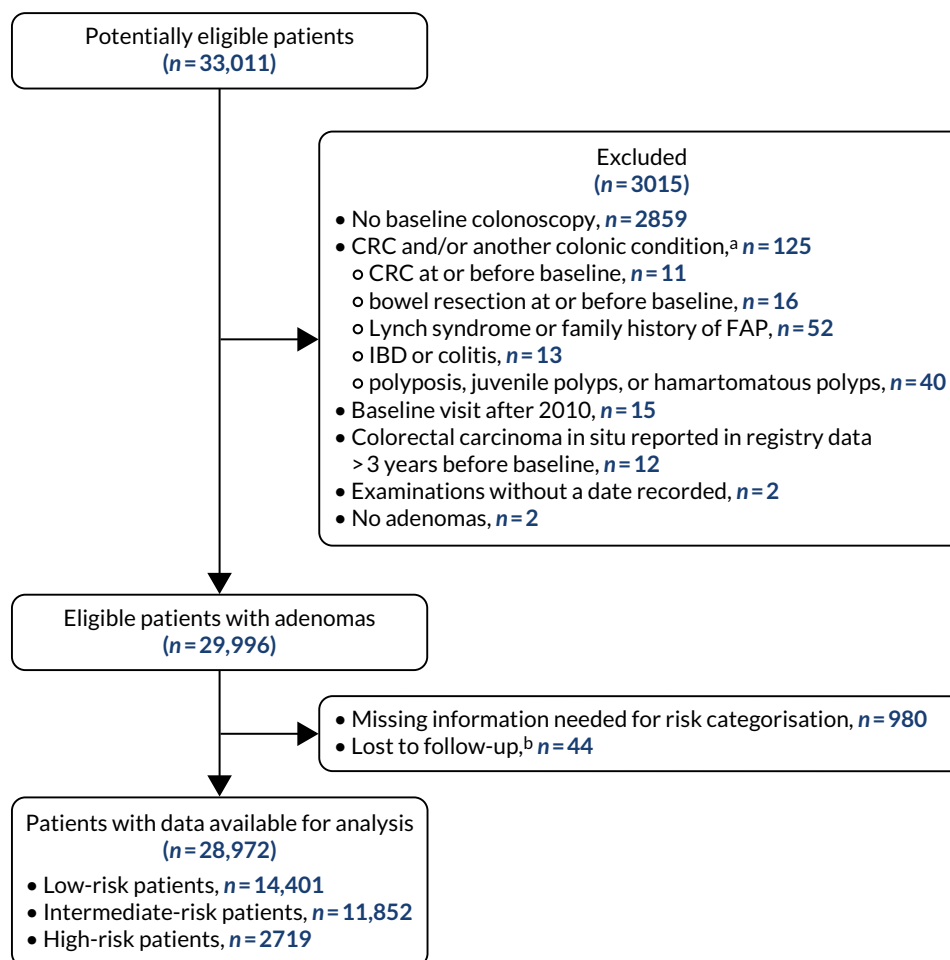 Potentially eligible patients
(n = 33,011)
Excluded
(n = 3015)
• No baseline colonoscopy, n = 2859
• CRC and/or another colonic condition,a n = 125
CRC at or before baseline, n = 11
bowel resection at or before baseline, n = 16
Lynch syndrome or family history of FAP, n = 52
IBD or colitis, n = 13
polyposis, juvenile polyps, or hamartomatous polyps, n = 40
• Baseline visit after 2010, n = 15
• Colorectal carcinoma in situ reported in registry data
> 3 years before baseline, n = 12
• Examinations without a date recorded, n = 2
• No adenomas, n = 2
Eligible patients with adenomas
(n = 29,996)
• Missing information needed for risk categorisation, n = 980
• Lost to follow-up,b n = 44
Patients with data available for analysis
(n = 28,972)
• Low-risk patients, n = 14,401
• Intermediate-risk patients, n = 11,852
• High-risk patients, n = 2719